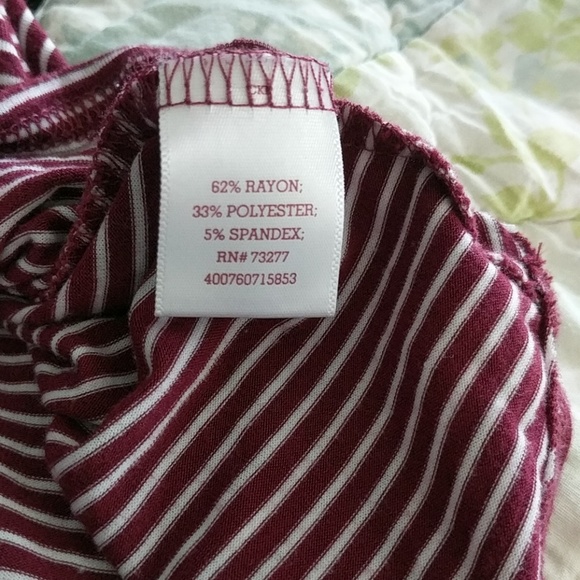 62% RAYON;
33% POLYESTER;
5% SPANDEX;
RN# 73277
400760715853